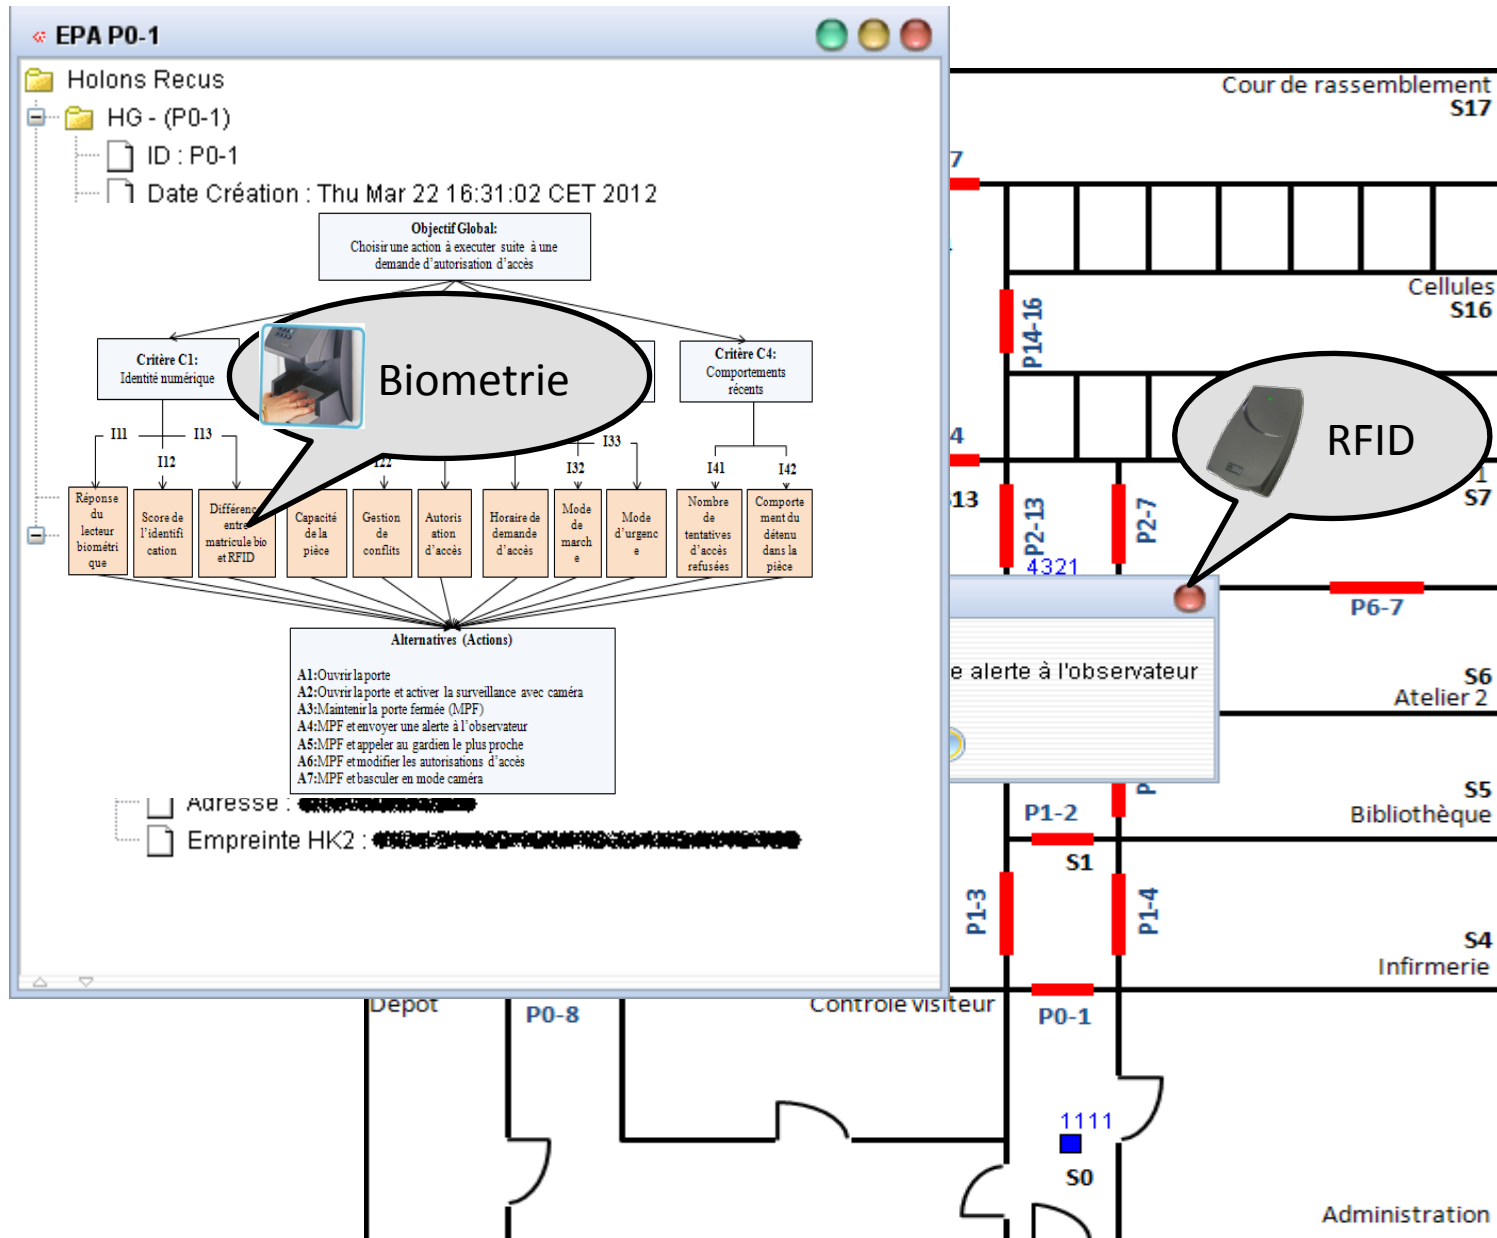 EPA P0-1
Holons Recus
HG - (P0-1)
ID : P0-1
Date Création : Thu Mar 22 16:31:02 CET 2012
Objectif Global:
Choisir une action à executer suite à une
demande d'autorisation d'accès
Critère C1:
Identité numérique
Biometrie
Critère C4:
Comportements
récents
I11
I13
I12
I22
I33
I32
I41
I42
Réponse
du
lecteur
biométri
que
Score de
l'identifi
cation
Différence
entre
matricule bio
et RFID
Capacité
de la
pièce
Gestion
de
conflits
Autoris
ation
d'accès
Horaire de
demande
d'accès
Mode
de
march
e
Mode
d'urgenc
e
Nombre
de
tentatives
d'accès
refusées
Comporte
ment du
détenu
dans la
pièce
Alternatives (Actions)
A1:Ouvrir la porte
A2:Ouvrir la porte et activer la surveillance avec caméra
A3:Maintenir la porte fermée (MPF)
A4:MPF et envoyer une alerte à l'observateur
A5:MPF et appeler au gardien le plus proche
A6:MPF et modifier les autorisations d'accès
A7:MPF et basculer en mode caméra
Adresse :
Empreinte HK2 :
Cour de rassemblement
S17
7
Cellules
S16
P14-16
RFID
4
13
1
S7
P2-13
P2-7
4321
P6-7
e alerte à l'observateur
S6
Atelier 2
P
S5
Bibliothèque
P1-2
S1
P1-3
P1-4
S4
Infirmerie
Depot
P0-8
Controle visiteur
P0-1
1111
S0
Administration